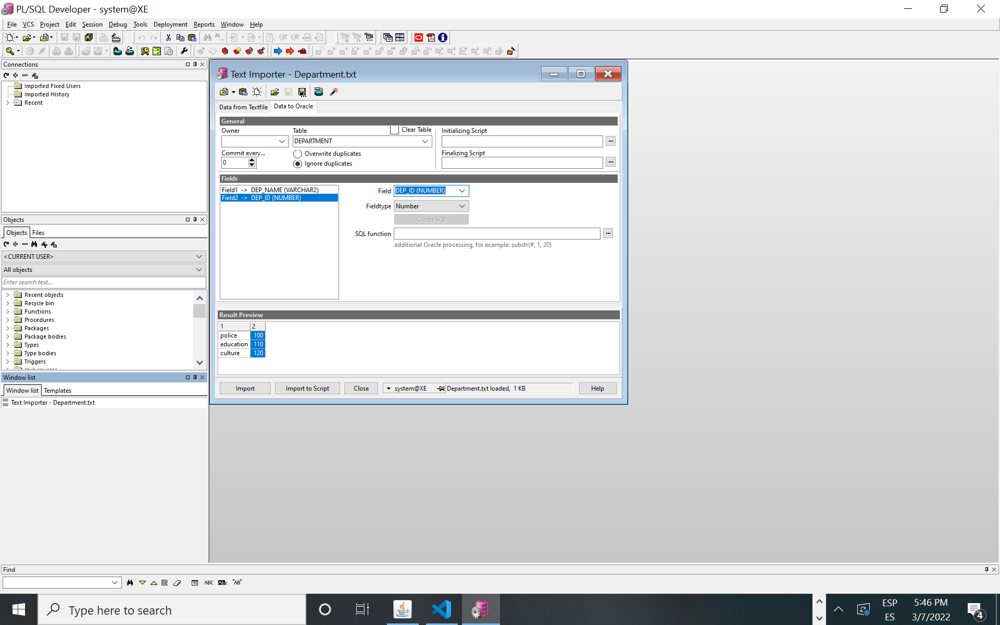 PL/SQL Developer - system@XE
File VCS Project Edit Session Debug Tools Deployment Reports Window Help
Connections
Imported Fixed Users
Imported History
Recent
Objects
Objects Files
<CURRENT USER>
All objects
Enter search text...
Recent objects
Recycle bin
Functions
Procedures
Packages
Package bodies
Types
Type bodies
Triggers
Window list
Window list Templates
Text Importer - Department.txt
Text Importer - Department.txt
Data from Textfile Data to Oracle
General
Owner Table Clear Table Initializing Script
DEPARTMENT
Commit every... Overwrite duplicates Finalizing Script
0 Ignore duplicates
Fields
Field1 -> DEP_NAME (VARCHAR2)
Field2 -> DEP_ID (NUMBER)
Field DEP_ID (NUMBER)
Fieldtype Number
Create SQL
SQL function
additional Oracle processing, for example: substr(#, 1, 20)
Result Preview
1 2
police 100
education 110
culture 120
Import Import to Script Close system@XE Department.txt loaded, 1 KB Help
Find
ABC "AB"
Type here to search
ESP
ES
5:46 PM
3/7/2022
4